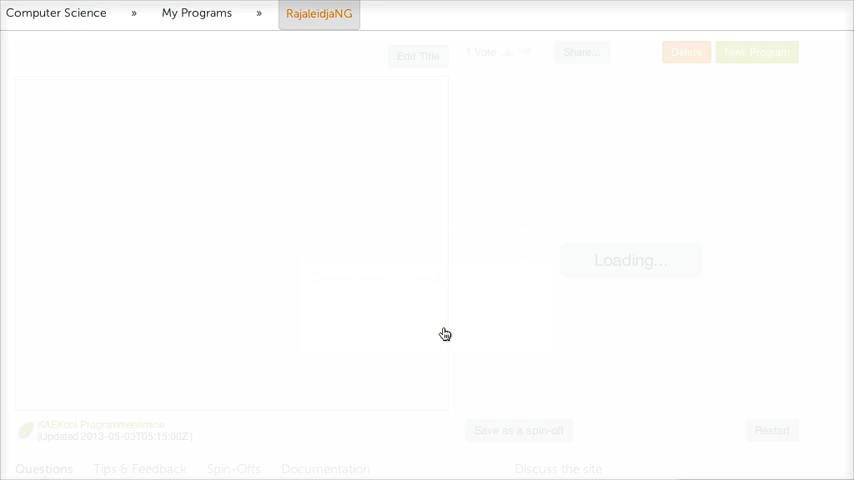 Computer Science » My Programs » RajaleidjaNG
Edit Title
1 Vote
Share...
Delete
New Program
Loading...
KAEKool Programmeerimine
(Updated 2013-05-03T05:15:00Z )
Save as a spin-off
Restart
Questions Tips & Feedback Spin-Offs Documentation
Discuss the site